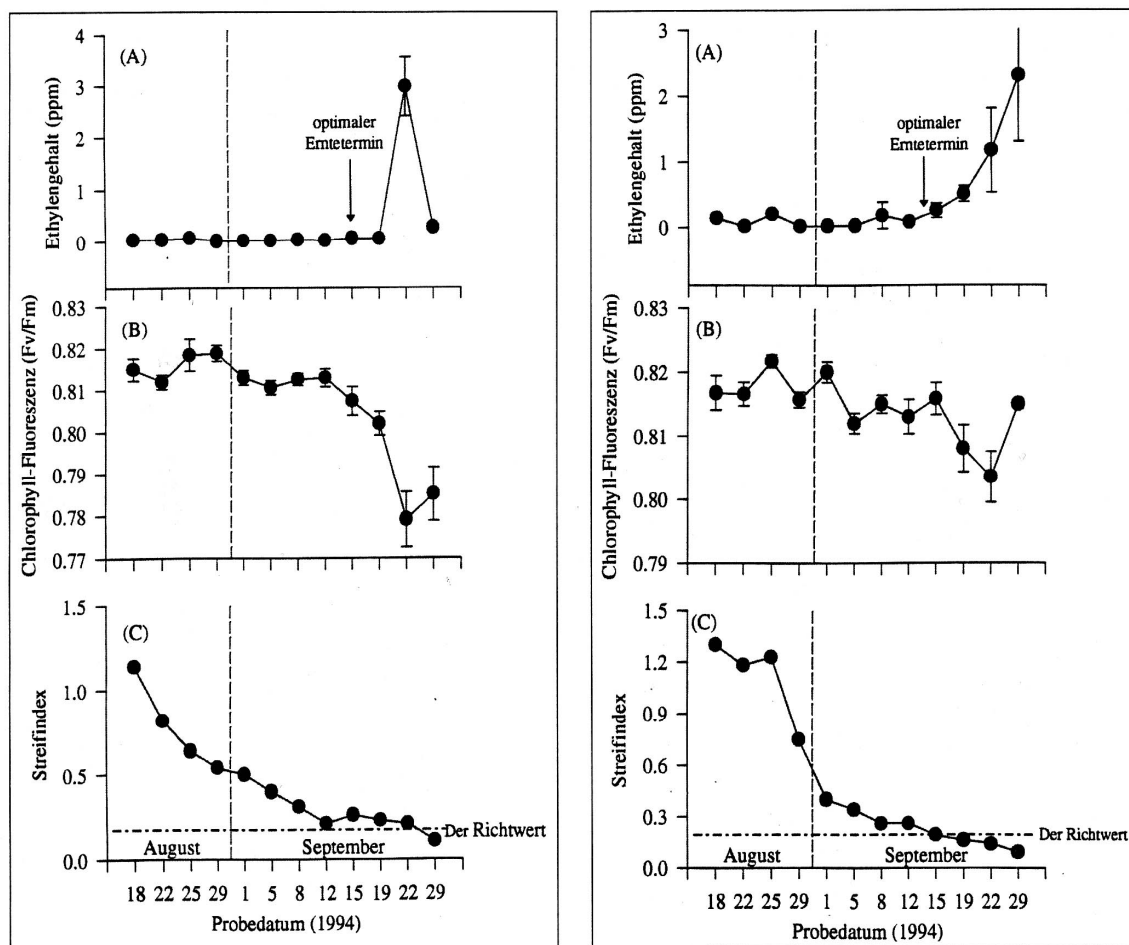 (A)
Ethylengehalt (ppm)
4
3
2
1
0
optimaler
Erntetermin
(B)
Chlorophyll-Fluoreszenz (Fv/Fm)
0.83
0.82
0.81
0.80
0.79
0.78
0.77
(C)
Streifindex
1.5
1.0
0.5
0.0
Der Richtwert
August September
18 22 25 29 1 5 8 12 15 19 22 29
Probedatum (1994)
(A)
Ethylengehalt (ppm)
3
2
1
0
optimaler
Erntetermin
(B)
Chlorophyll-Fluoreszenz (Fv/Fm)
0.83
0.82
0.81
0.80
0.79
(C)
Streifindex
1.5
1.2
0.9
0.6
0.3
0.0
Der Richtwert
August September
18 22 25 29 1 5 8 12 15 19 22 29
Probedatum (1994)